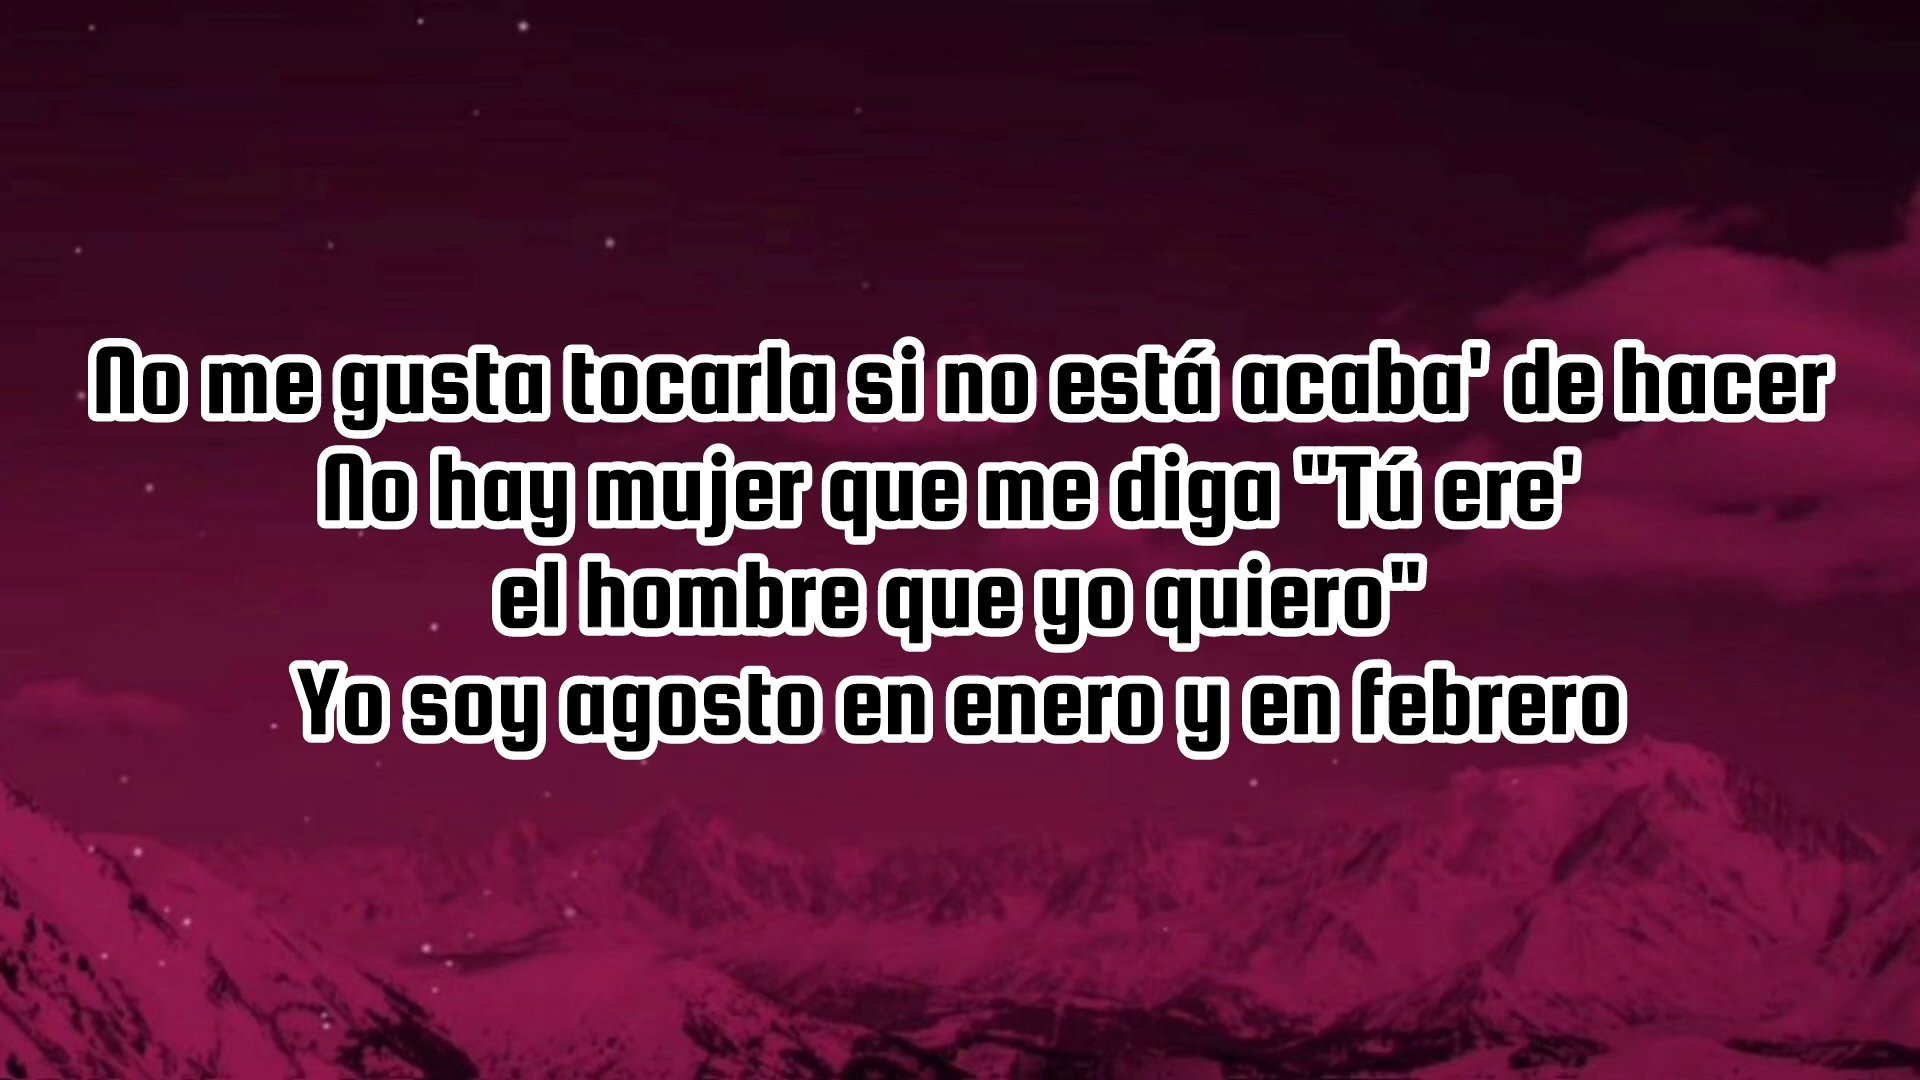 No me gusta tocarla si no está acaba' de hacer
No hay mujer que me diga "Tú ere'
el hombre que yo quiero"
Yo soy agosto en enero y en febrero